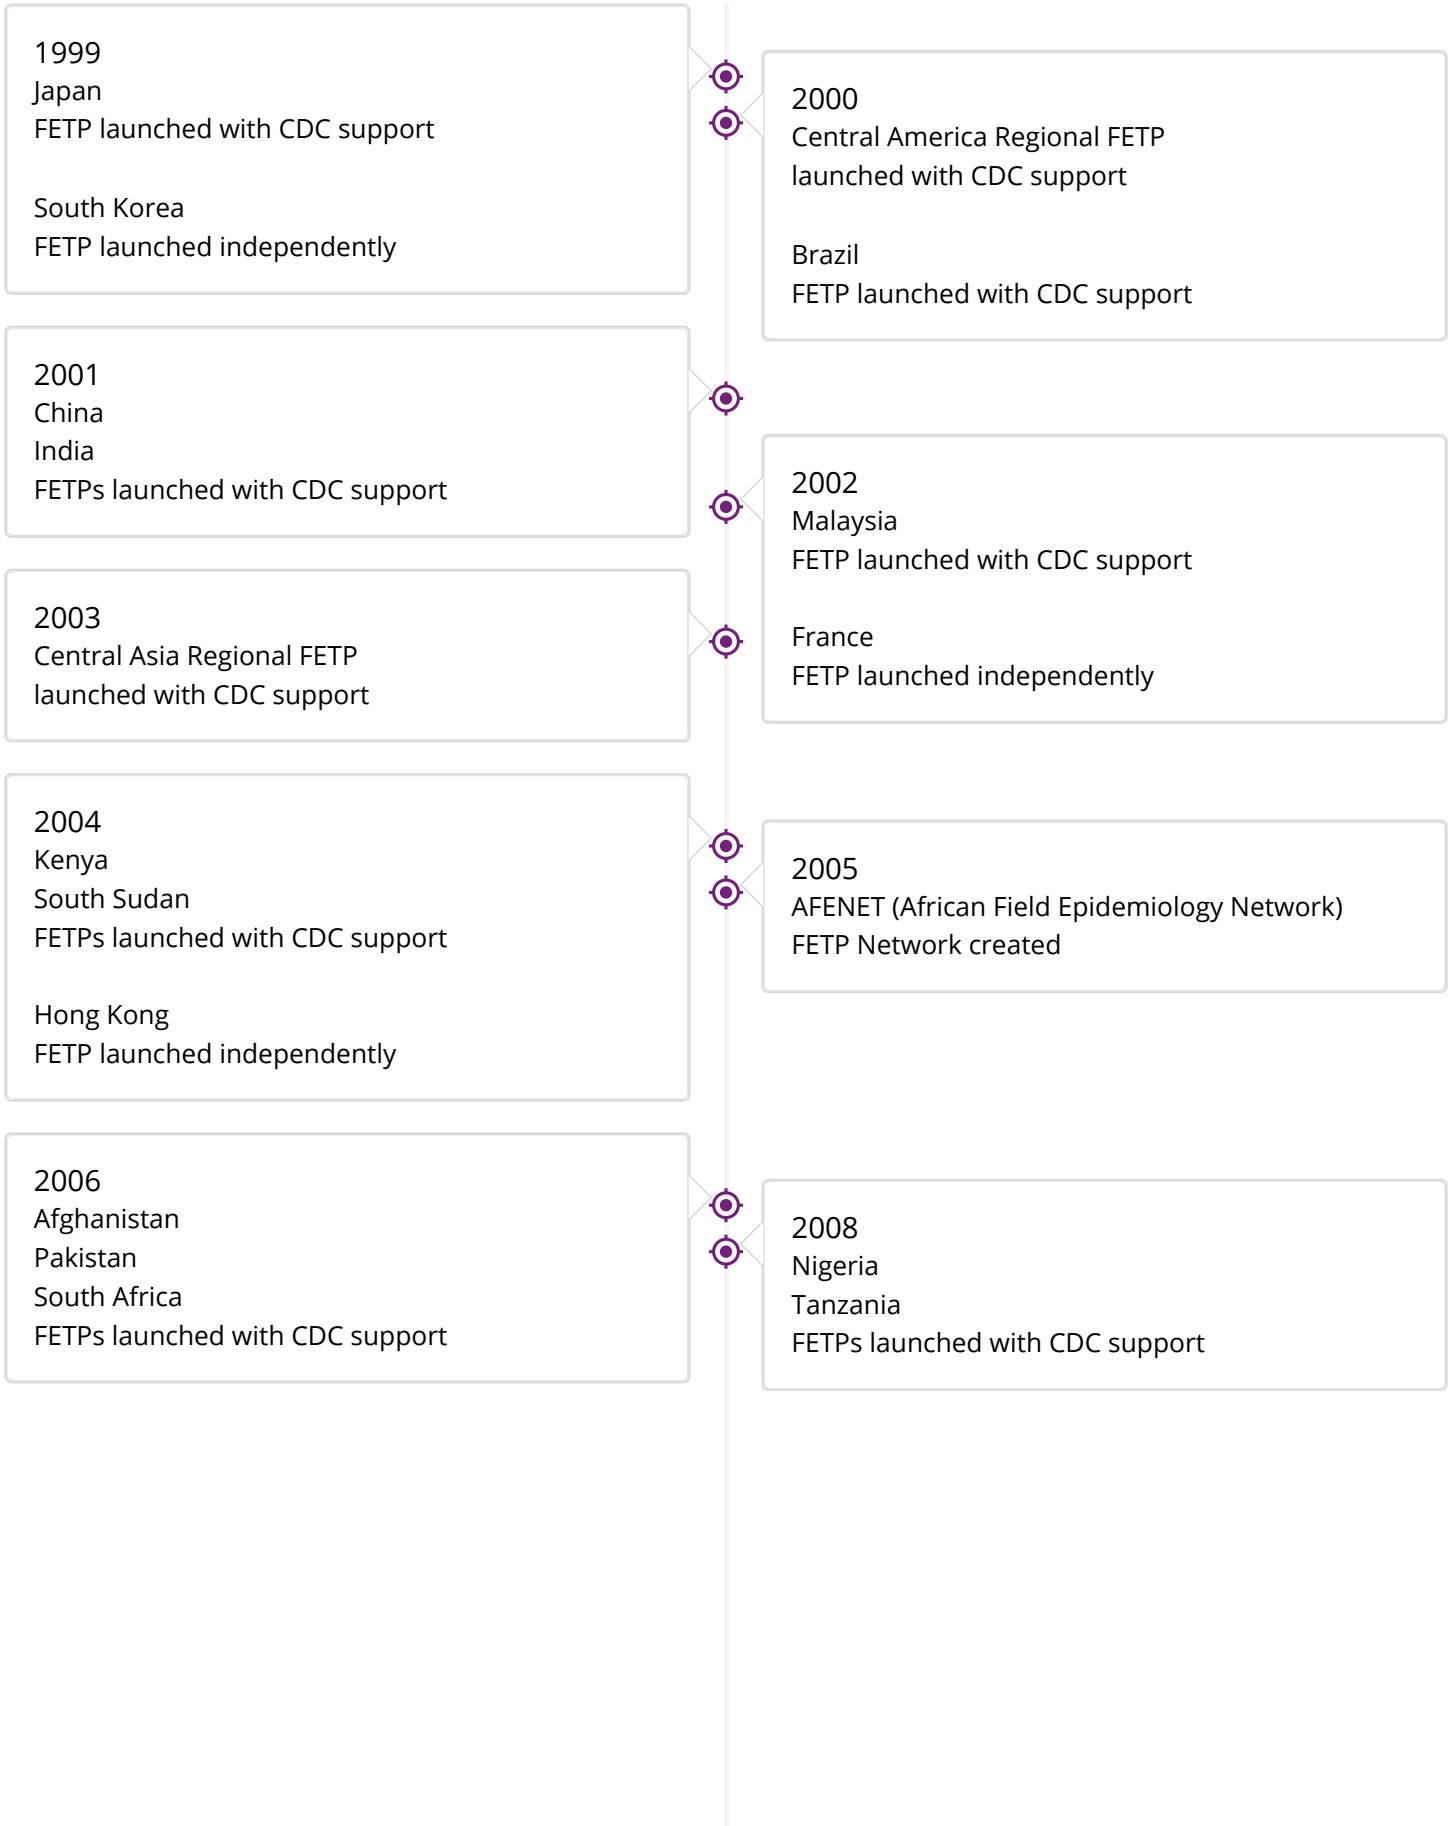 1999
Japan
FETP launched with CDC support
South Korea
FETP launched independently
2000
Central America Regional FETP
launched with CDC support
Brazil
FETP launched with CDC support
2001
China
India
FETPs launched with CDC support
2002
Malaysia
FETP launched with CDC support
France
FETP launched independently
2003
Central Asia Regional FETP
launched with CDC support
2004
Kenya
South Sudan
FETPs launched with CDC support
Hong Kong
FETP launched independently
2005
AFENET (African Field Epidemiology Network)
FETP Network created
2006
Afghanistan
Pakistan
South Africa
FETPs launched with CDC support
2008
Nigeria
Tanzania
FETPs launched with CDC support